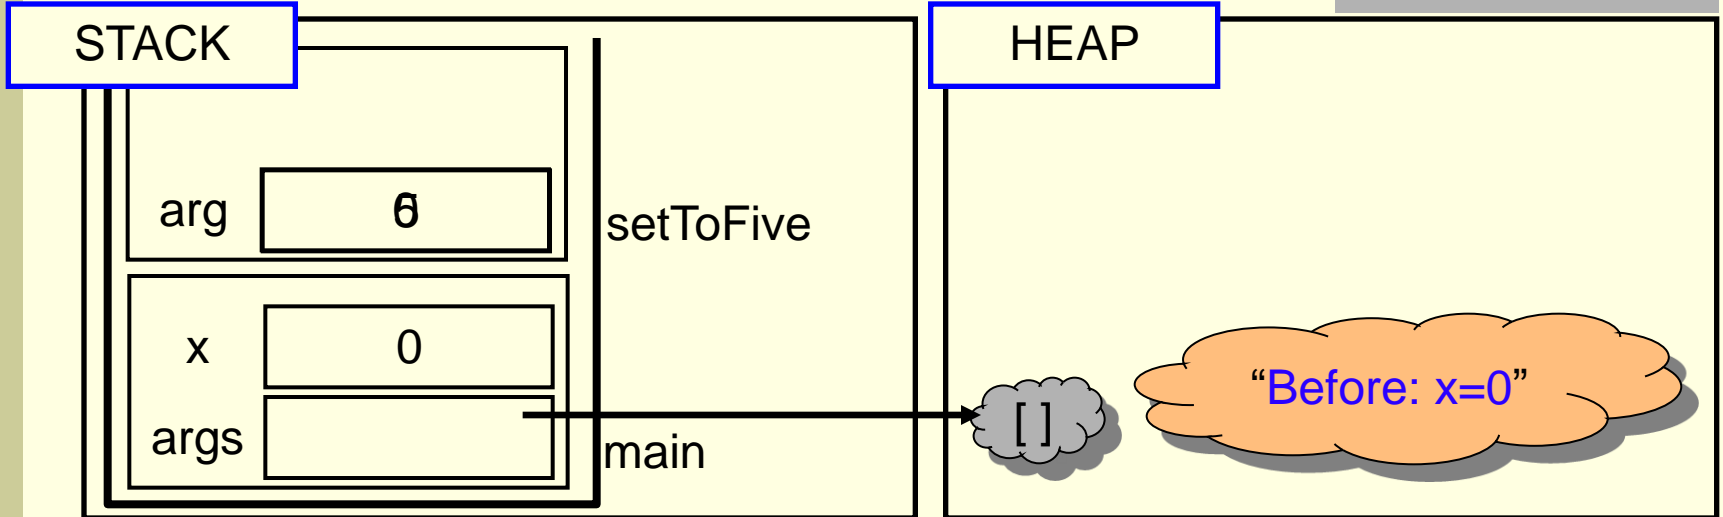 STACK
HEAP
arg
setToFive
x 0
“Before: x=0”
args
[ ]
main